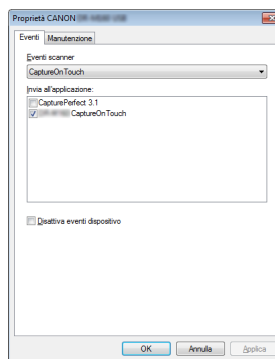 Proprietà CANON
Eventi Manutenzione
Eventi scanner
CaptureOnTouch
Invia all'applicazione:
CapturePerfect 3.1
CaptureOnTouch
Disattiva eventi dispositivo
OK Annulla Applica